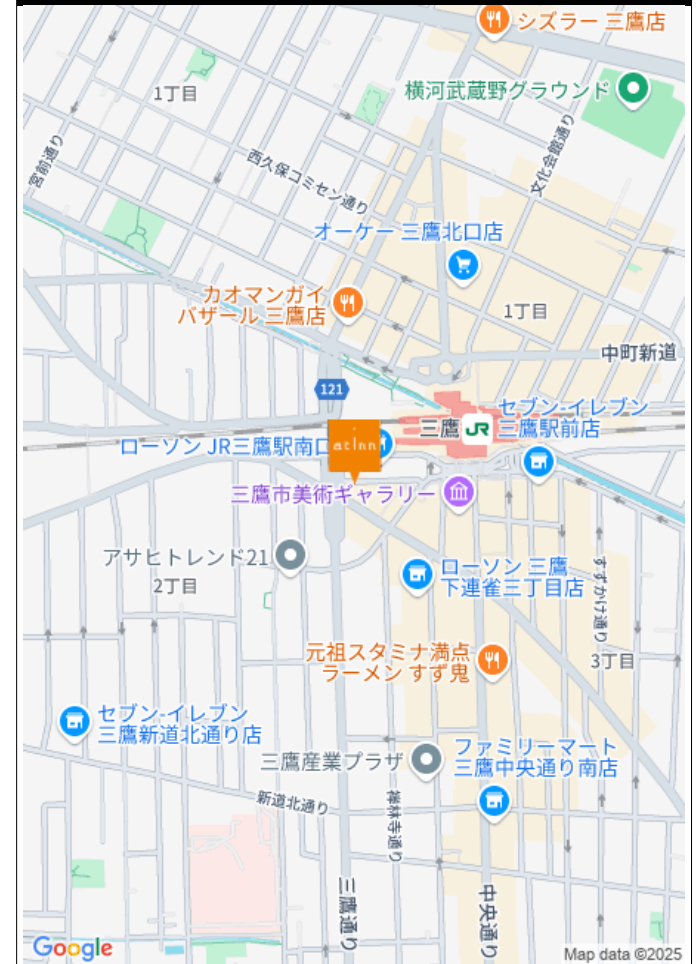 シズラー 三鷹店
1丁目
横河武蔵野グラウンド
宮前通り
文化会館通り
西久保コミセン通り
オーケー 三鷹北口店
カオマンガイ
バザール 三鷹店
1丁目
中町新道
121
三鷹
JR
セブン-イレブン
三鷹駅前店
ローソン JR三鷹駅南口
at inn
三鷹市美術ギャラリー
アサヒトレンド21
2丁目
ローソン 三鷹
下連雀三丁目店
すずかけ通り
元祖スタミナ満点
ラーメン すず鬼
3丁目
セブン-イレブン
三鷹新道北通り店
三鷹産業プラザ
ファミリーマート
三鷹中央通り南店
新道北通り
禅林寺通り
三鷹通り
中央通り
Google
Map data ©2025